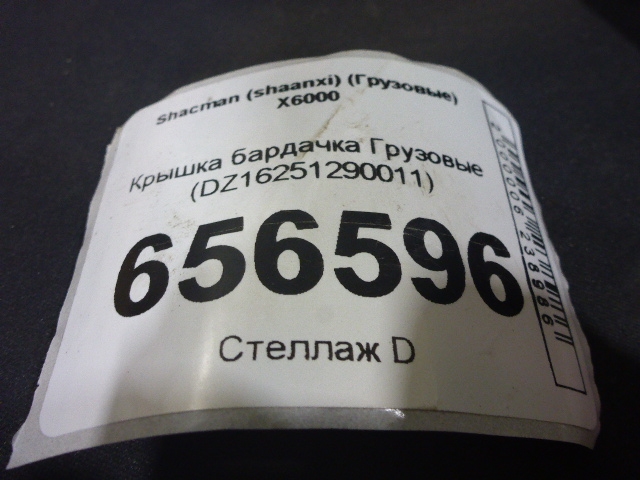 Shacman (shaanxi) (Грузовые)
X6000
Крышка бардачка Грузовые
(DZ16251290011)
656596
Стеллаж D